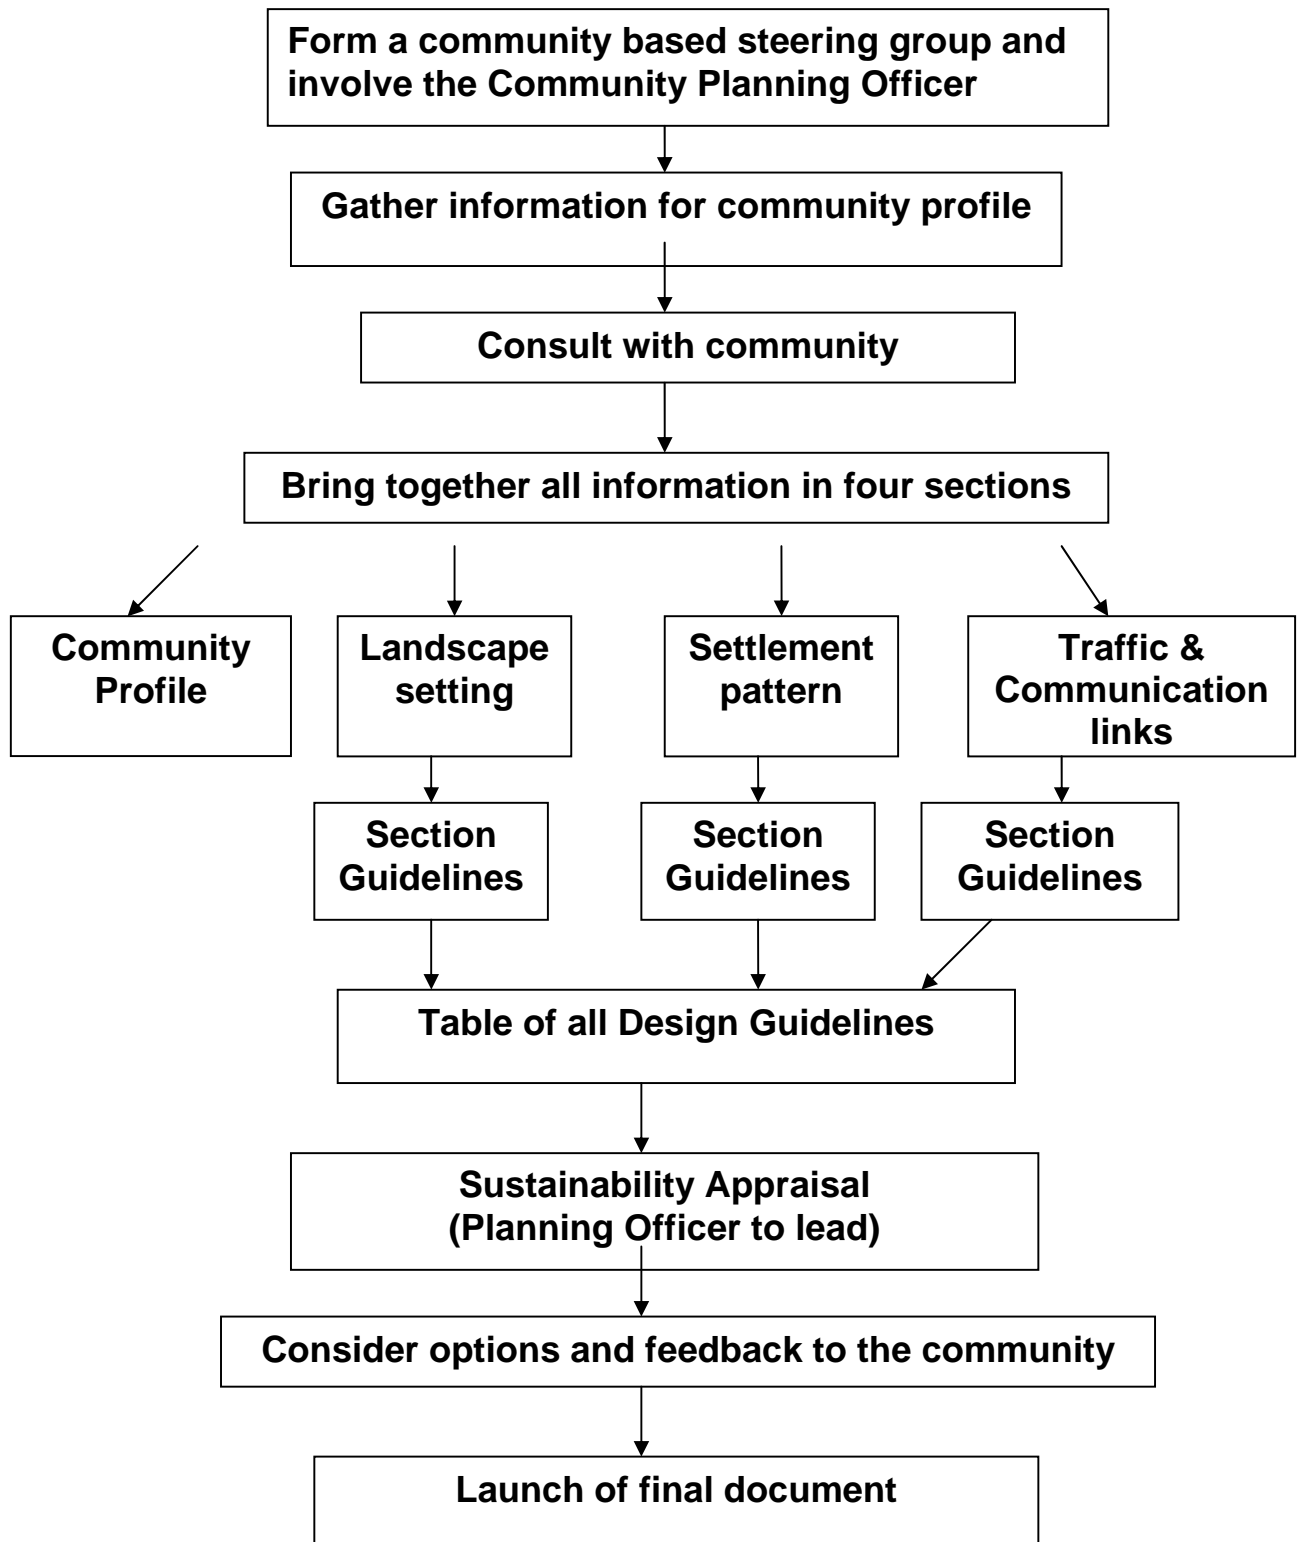 Form a community based steering group and
involve the Community Planning Officer
Gather information for community profile
Consult with community
Bring together all information in four sections
Community
Profile
Landscape
setting
Settlement
pattern
Traffic &
Communication
links
Section
Guidelines
Section
Guidelines
Section
Guidelines
Table of all Design Guidelines
Sustainability Appraisal
(Planning Officer to lead)
Consider options and feedback to the community
Launch of final document